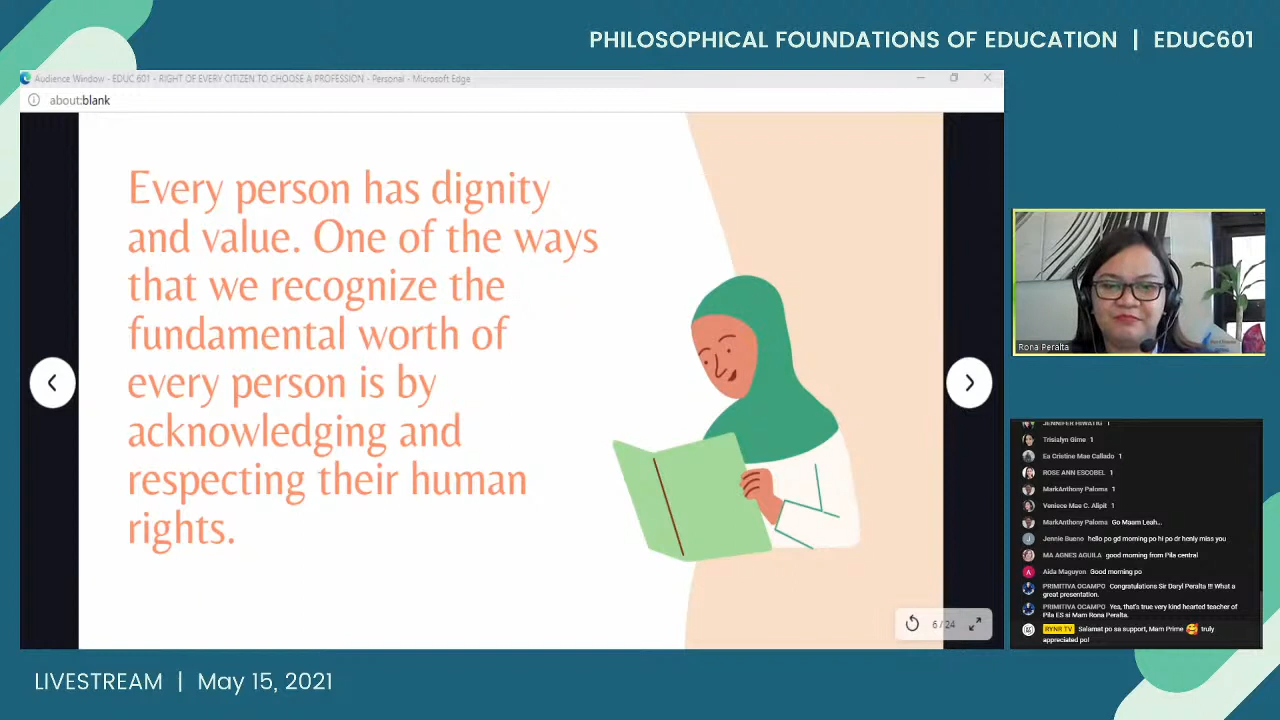 PHILOSOPHICAL FOUNDATIONS OF EDUCATION | EDUC601
Audience Window - EDUC 601 - RIGHT OF EVERY CITIZEN TO CHOOSE A PROFESSION - Personal - Microsoft Edge
about:blank
Every person has dignity
and value. One of the ways
that we recognize the
fundamental worth of
every person is by
acknowledging and
respecting their human
rights.
6/24
Rona Peralta
Trisialyn Gime 1
Ea Cristine Mae Callado 1
ROSE ANN ESCOBEL 1
MarkAnthony Paloma 1
Veniece Mae C. Alipit 1
MarkAnthony Paloma Go Maam Leah...
Jennie Bueno hello po gd morning po hi po dr henly miss you
MA AGNES AGUILA good morning from Pila central
A Aida Maguyon Good morning po
PRIMITIVA OCAMPO Congratulations Sir Daryl Peralta !!! What a
great presentation.
PRIMITIVA OCAMPO Yes, that's true very kind hearted teacher of
Pila ES si Mam Rona Peralta.
RYNR TV Salamat po sa support, Mam Prime 🥰 truly
appreciated po!
LIVESTREAM | May 15, 2021